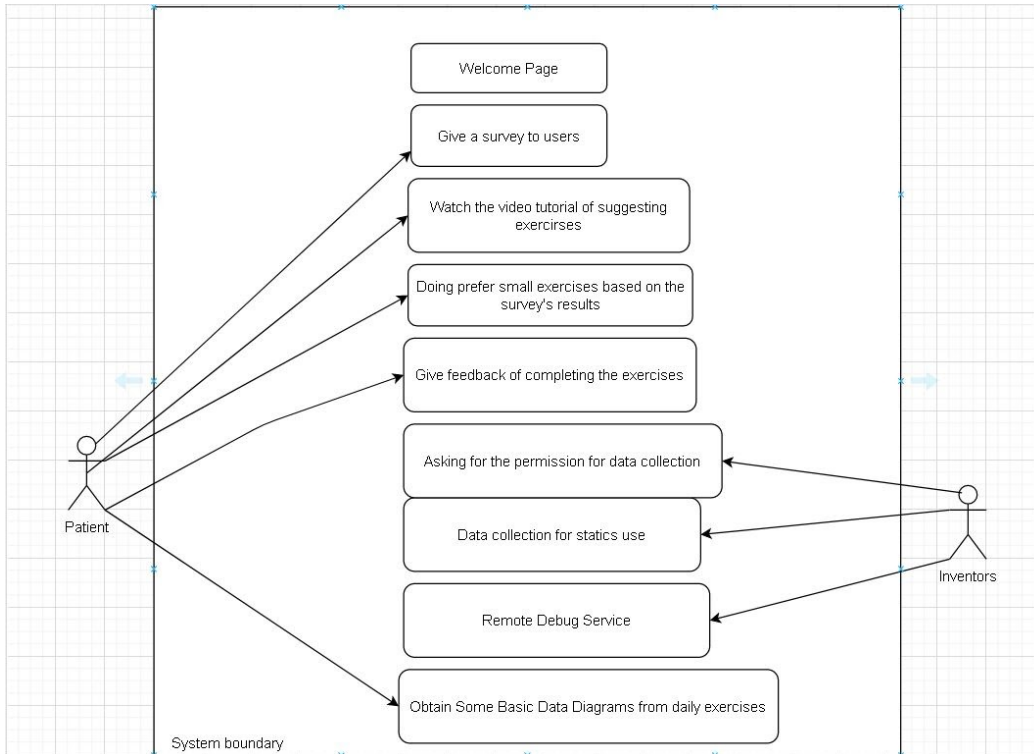 Welcome Page
Give a survey to users
Watch the video tutorial of suggesting
exercirses
Doing prefer small exercises based on the
survey's results
Give feedback of completing the exercises
Asking for the permission for data collection
Patient
Data collection for statics use
Inventors
Remote Debug Service
Obtain Some Basic Data Diagrams from daily exercises
System boundary